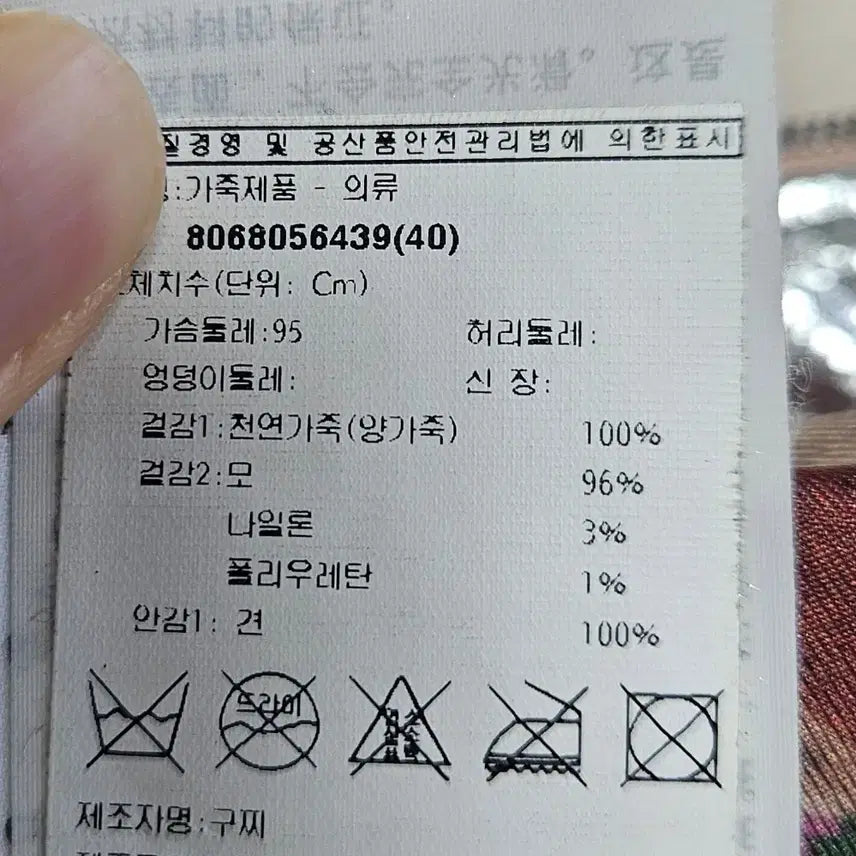 질경영 및 공산품안전관리법에 의한표시
:가죽제품 - 의류
8068056439(40)
체치수(단위: Cm)
가슴둘레:95 허리둘레:
엉덩이둘레: 신 장:
겉감1:천연가죽(양가죽) 100%
겉감2:모 96%
나일론 3%
폴리우레탄 1%
안감1: 견 100%
드라이
염소표백
제조자명:구찌